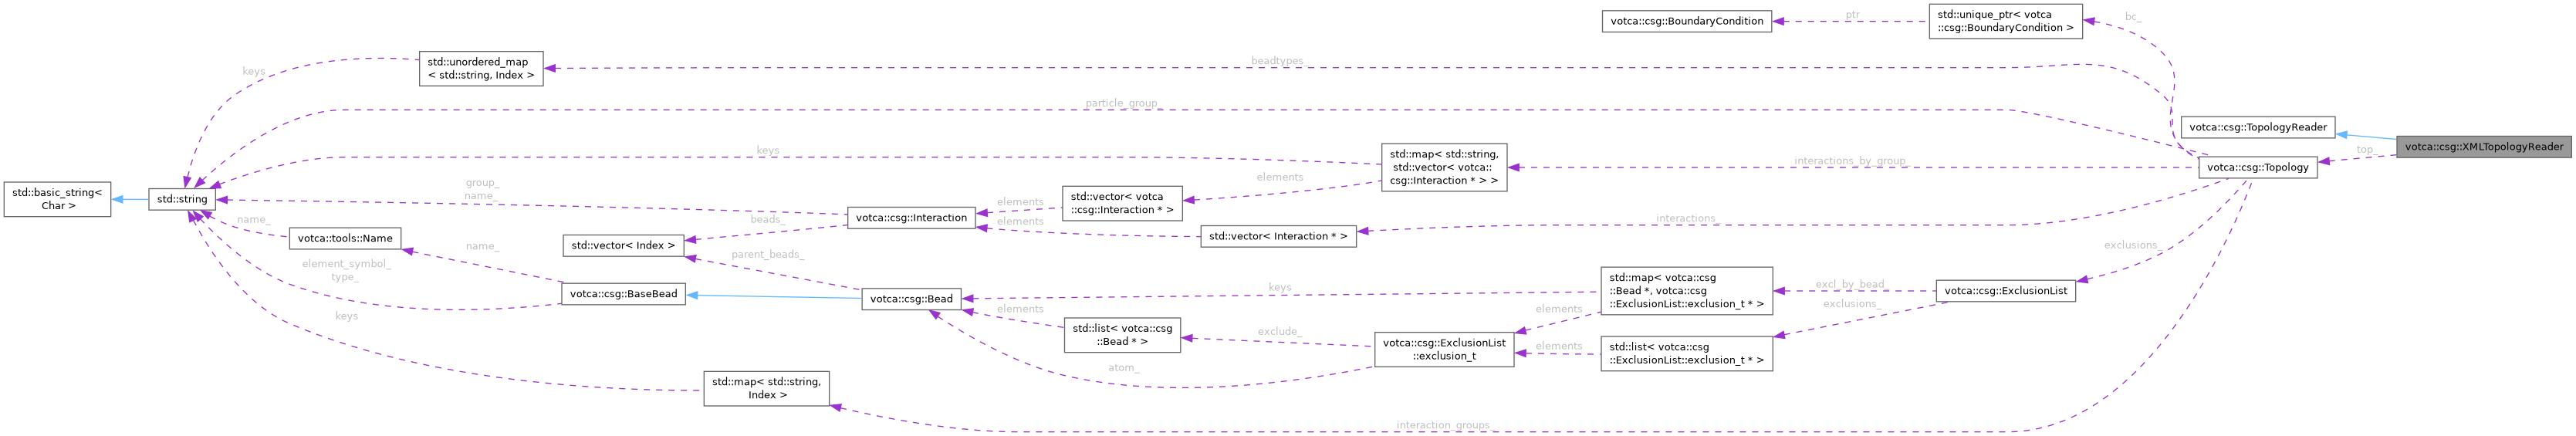 votca::csg::BoundaryCondition
ptr
std::unique_ptr< votca
::csg::BoundaryCondition >
bc_
std::unordered_map
< std::string, Index >
keys
beadtypes_
particle_group_
votca::csg::TopologyReader
votca::csg::XMLTopologyReader
top_
votca::csg::Topology
keys
std::map< std::string,
std::vector< votca::
csg::Interaction * > >
interactions_by_group_
elements
std::basic_string<
Char >
std::string
group_
name_
std::vector< votca
::csg::Interaction * >
elements
votca::csg::Interaction
elements
std::vector< Interaction * >
interactions_
name_
votca::tools::Name
beads_
std::vector< Index >
parent_beads_
name_
exclusions_
element_symbol_
type_
votca::csg::BaseBead
votca::csg::Bead
keys
std::map< votca::csg
::Bead *, votca::csg
::ExclusionList::exclusion_t * >
excl_by_bead_
votca::csg::ExclusionList
exclusions_
keys
elements
std::list< votca::csg
::Bead * >
exclude_
elements
votca::csg::ExclusionList
::exclusion_t
elements
std::list< votca::csg
::ExclusionList::exclusion_t * >
atom_
std::map< std::string,
Index >
interaction_groups_